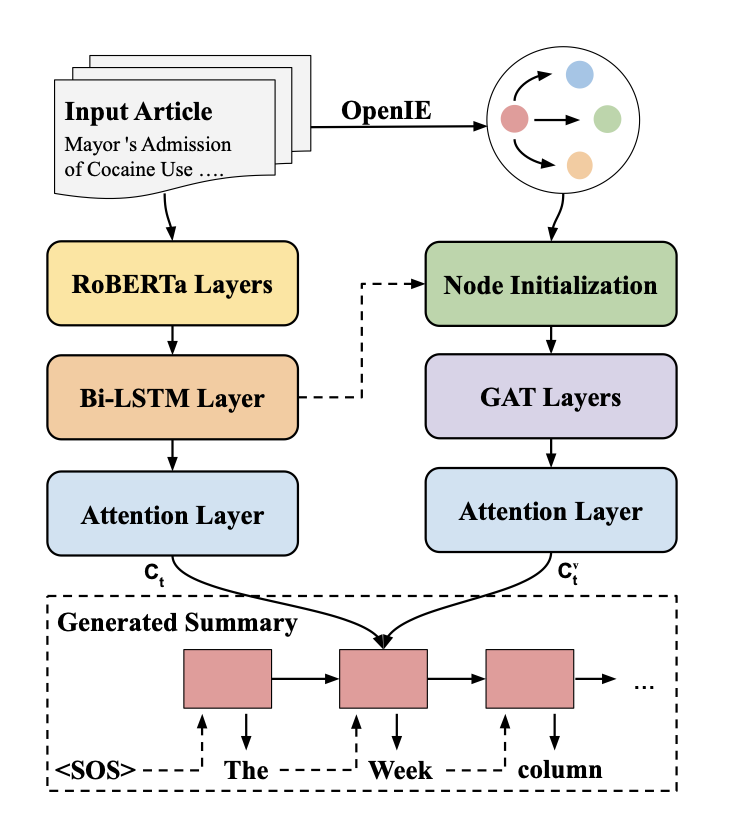 Input Article
Mayor 's Admission
of Cocaine Use ….
OpenIE
RoBERTa Layers
Node Initialization
Bi-LSTM Layer
GAT Layers
Attention Layer
Attention Layer
C_t
C_t^v
Generated Summary
...
<SOS>
The
Week
column